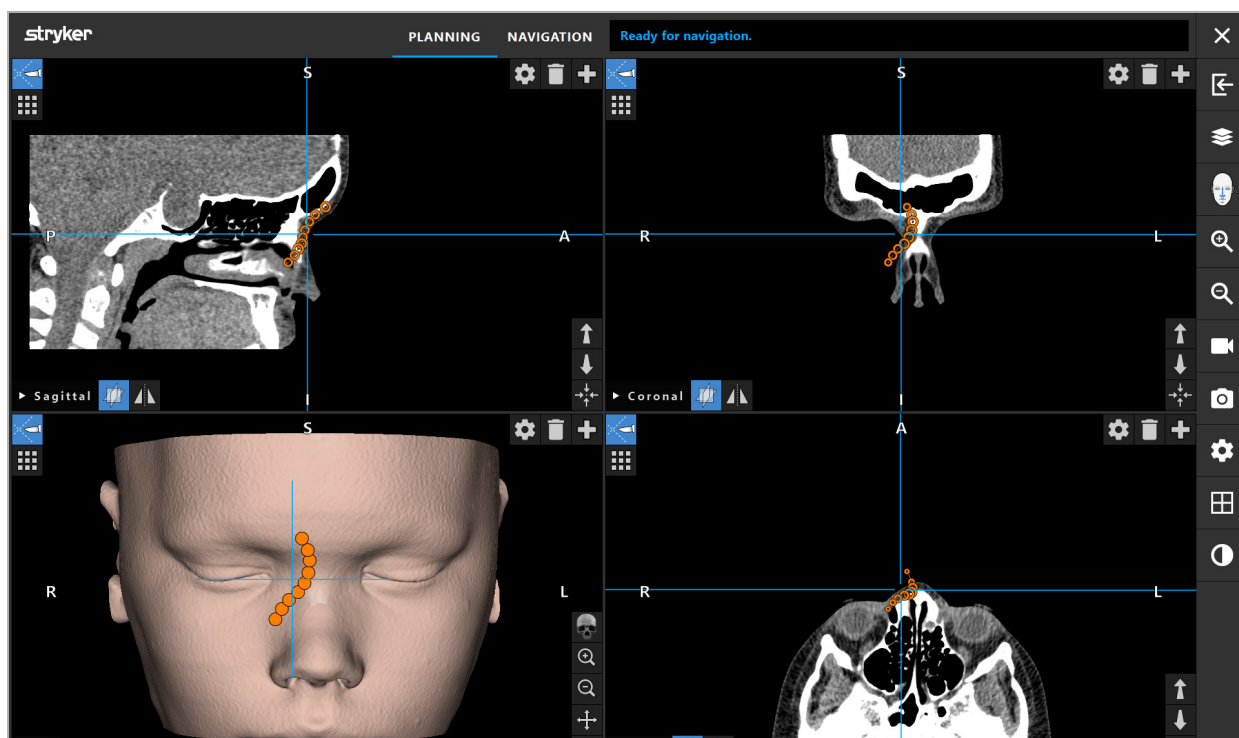 stryker
PLANNING NAVIGATION
Ready for navigation.
S
P
A
I
Sagittal
S
R
L
I
Coronal
S
R
L
A
R
L